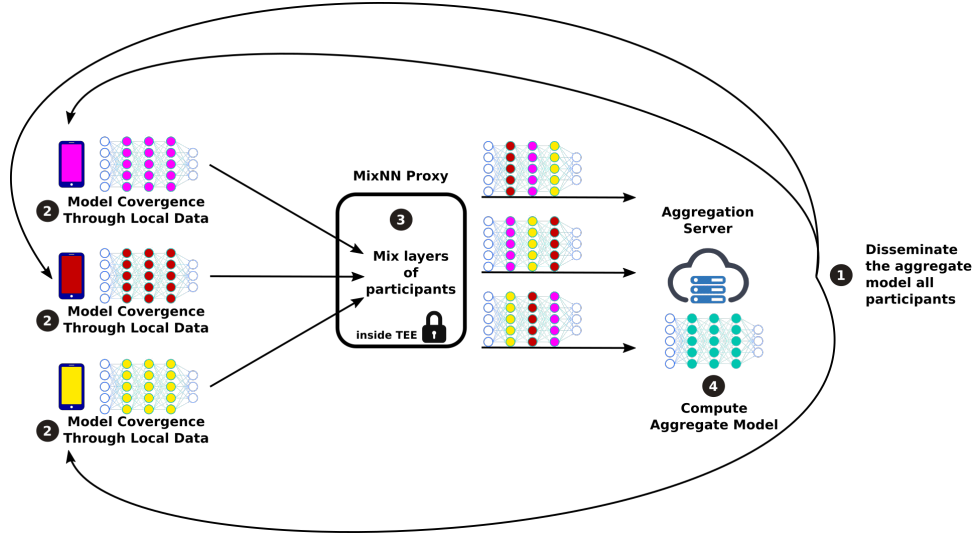 2
Model Covergence
Through Local Data
2
Model Covergence
Through Local Data
2
Model Covergence
Through Local Data
MixNN Proxy
3
Mix layers
of
participants
inside TEE
Aggregation
Server
4
Compute
Aggregate Model
1
Disseminate
the aggregate
model all
participants